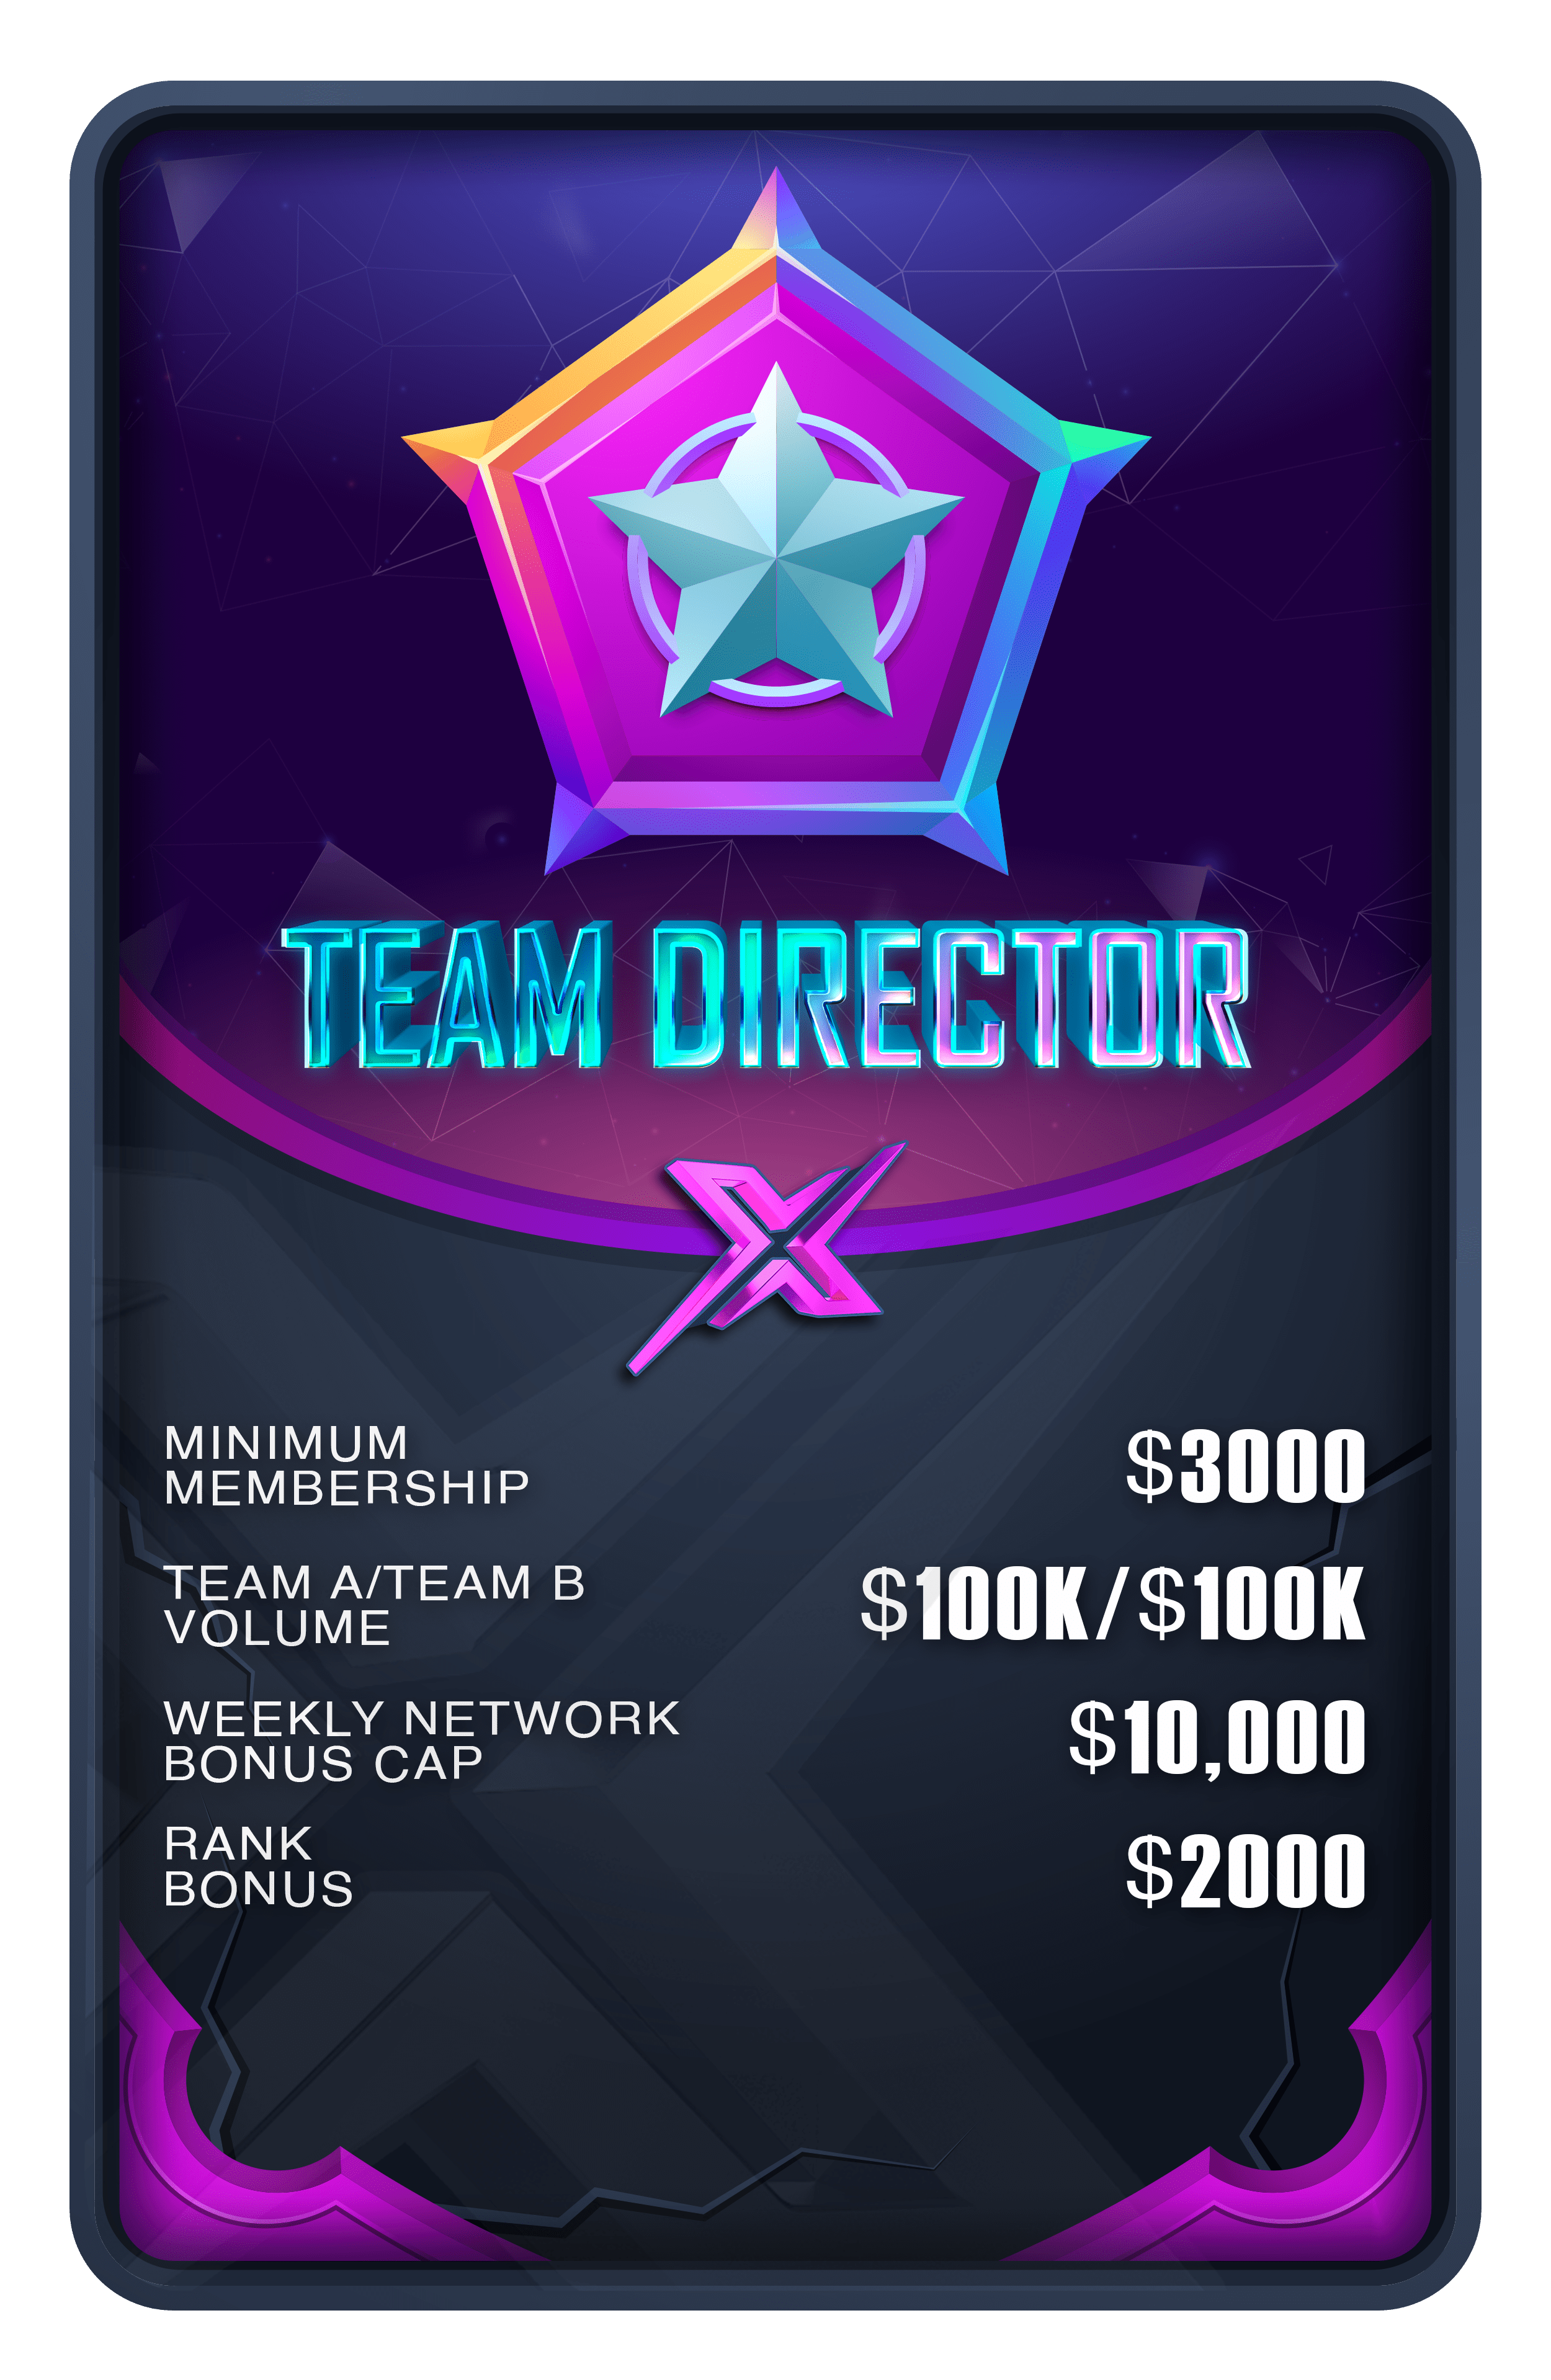 TEAM DIRECTOR
X
MINIMUM
MEMBERSHIP
$3000
TEAM A/TEAM B
VOLUME
$100K/$100K
WEEKLY NETWORK
BONUS CAP
$10,000
RANK
BONUS
$2000